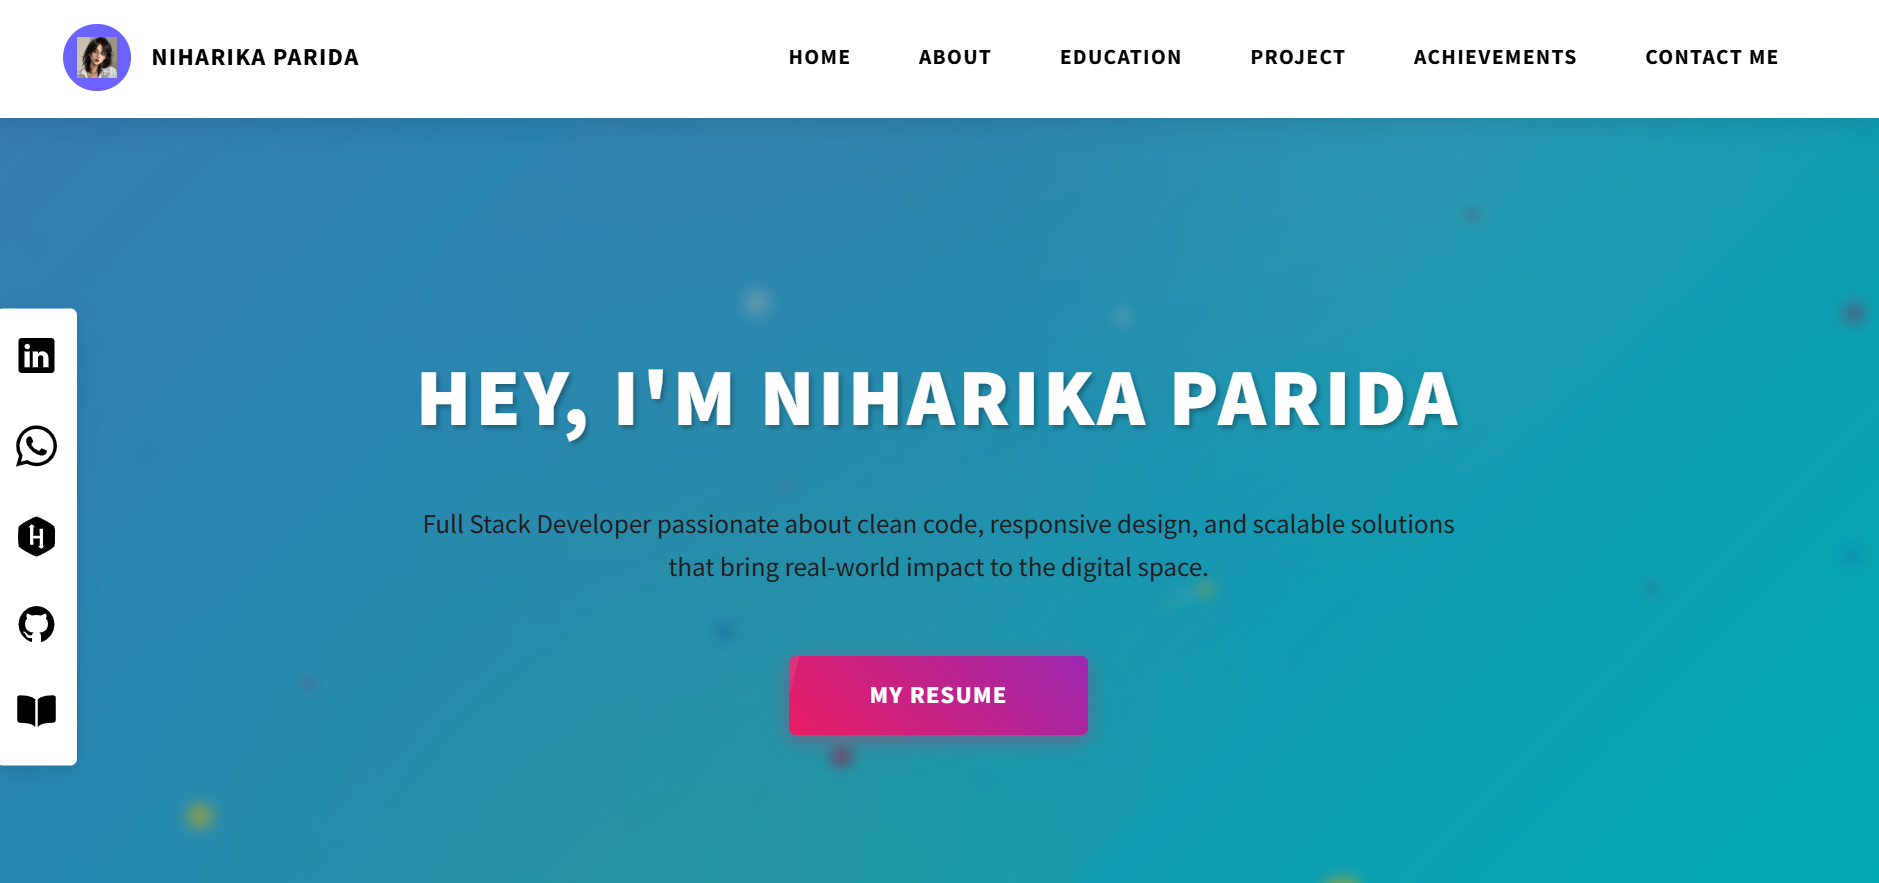 NIHARIKA PARIDA
HOME ABOUT EDUCATION PROJECT ACHIEVEMENTS CONTACT ME
in
H
HEY, I'M NIHARIKA PARIDA
Full Stack Developer passionate about clean code, responsive design, and scalable solutions
that bring real-world impact to the digital space.
MY RESUME